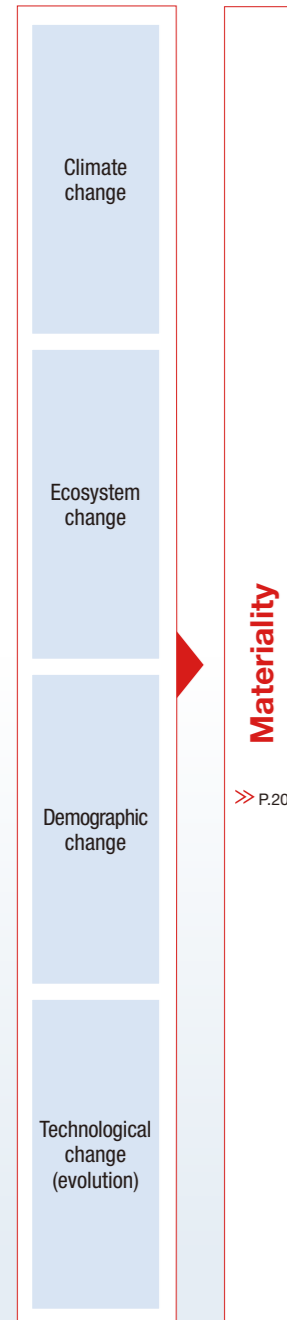 Climate
change
Ecosystem
change
Demographic
change
Technological
change
(evolution)
Materiality
≫ P.20